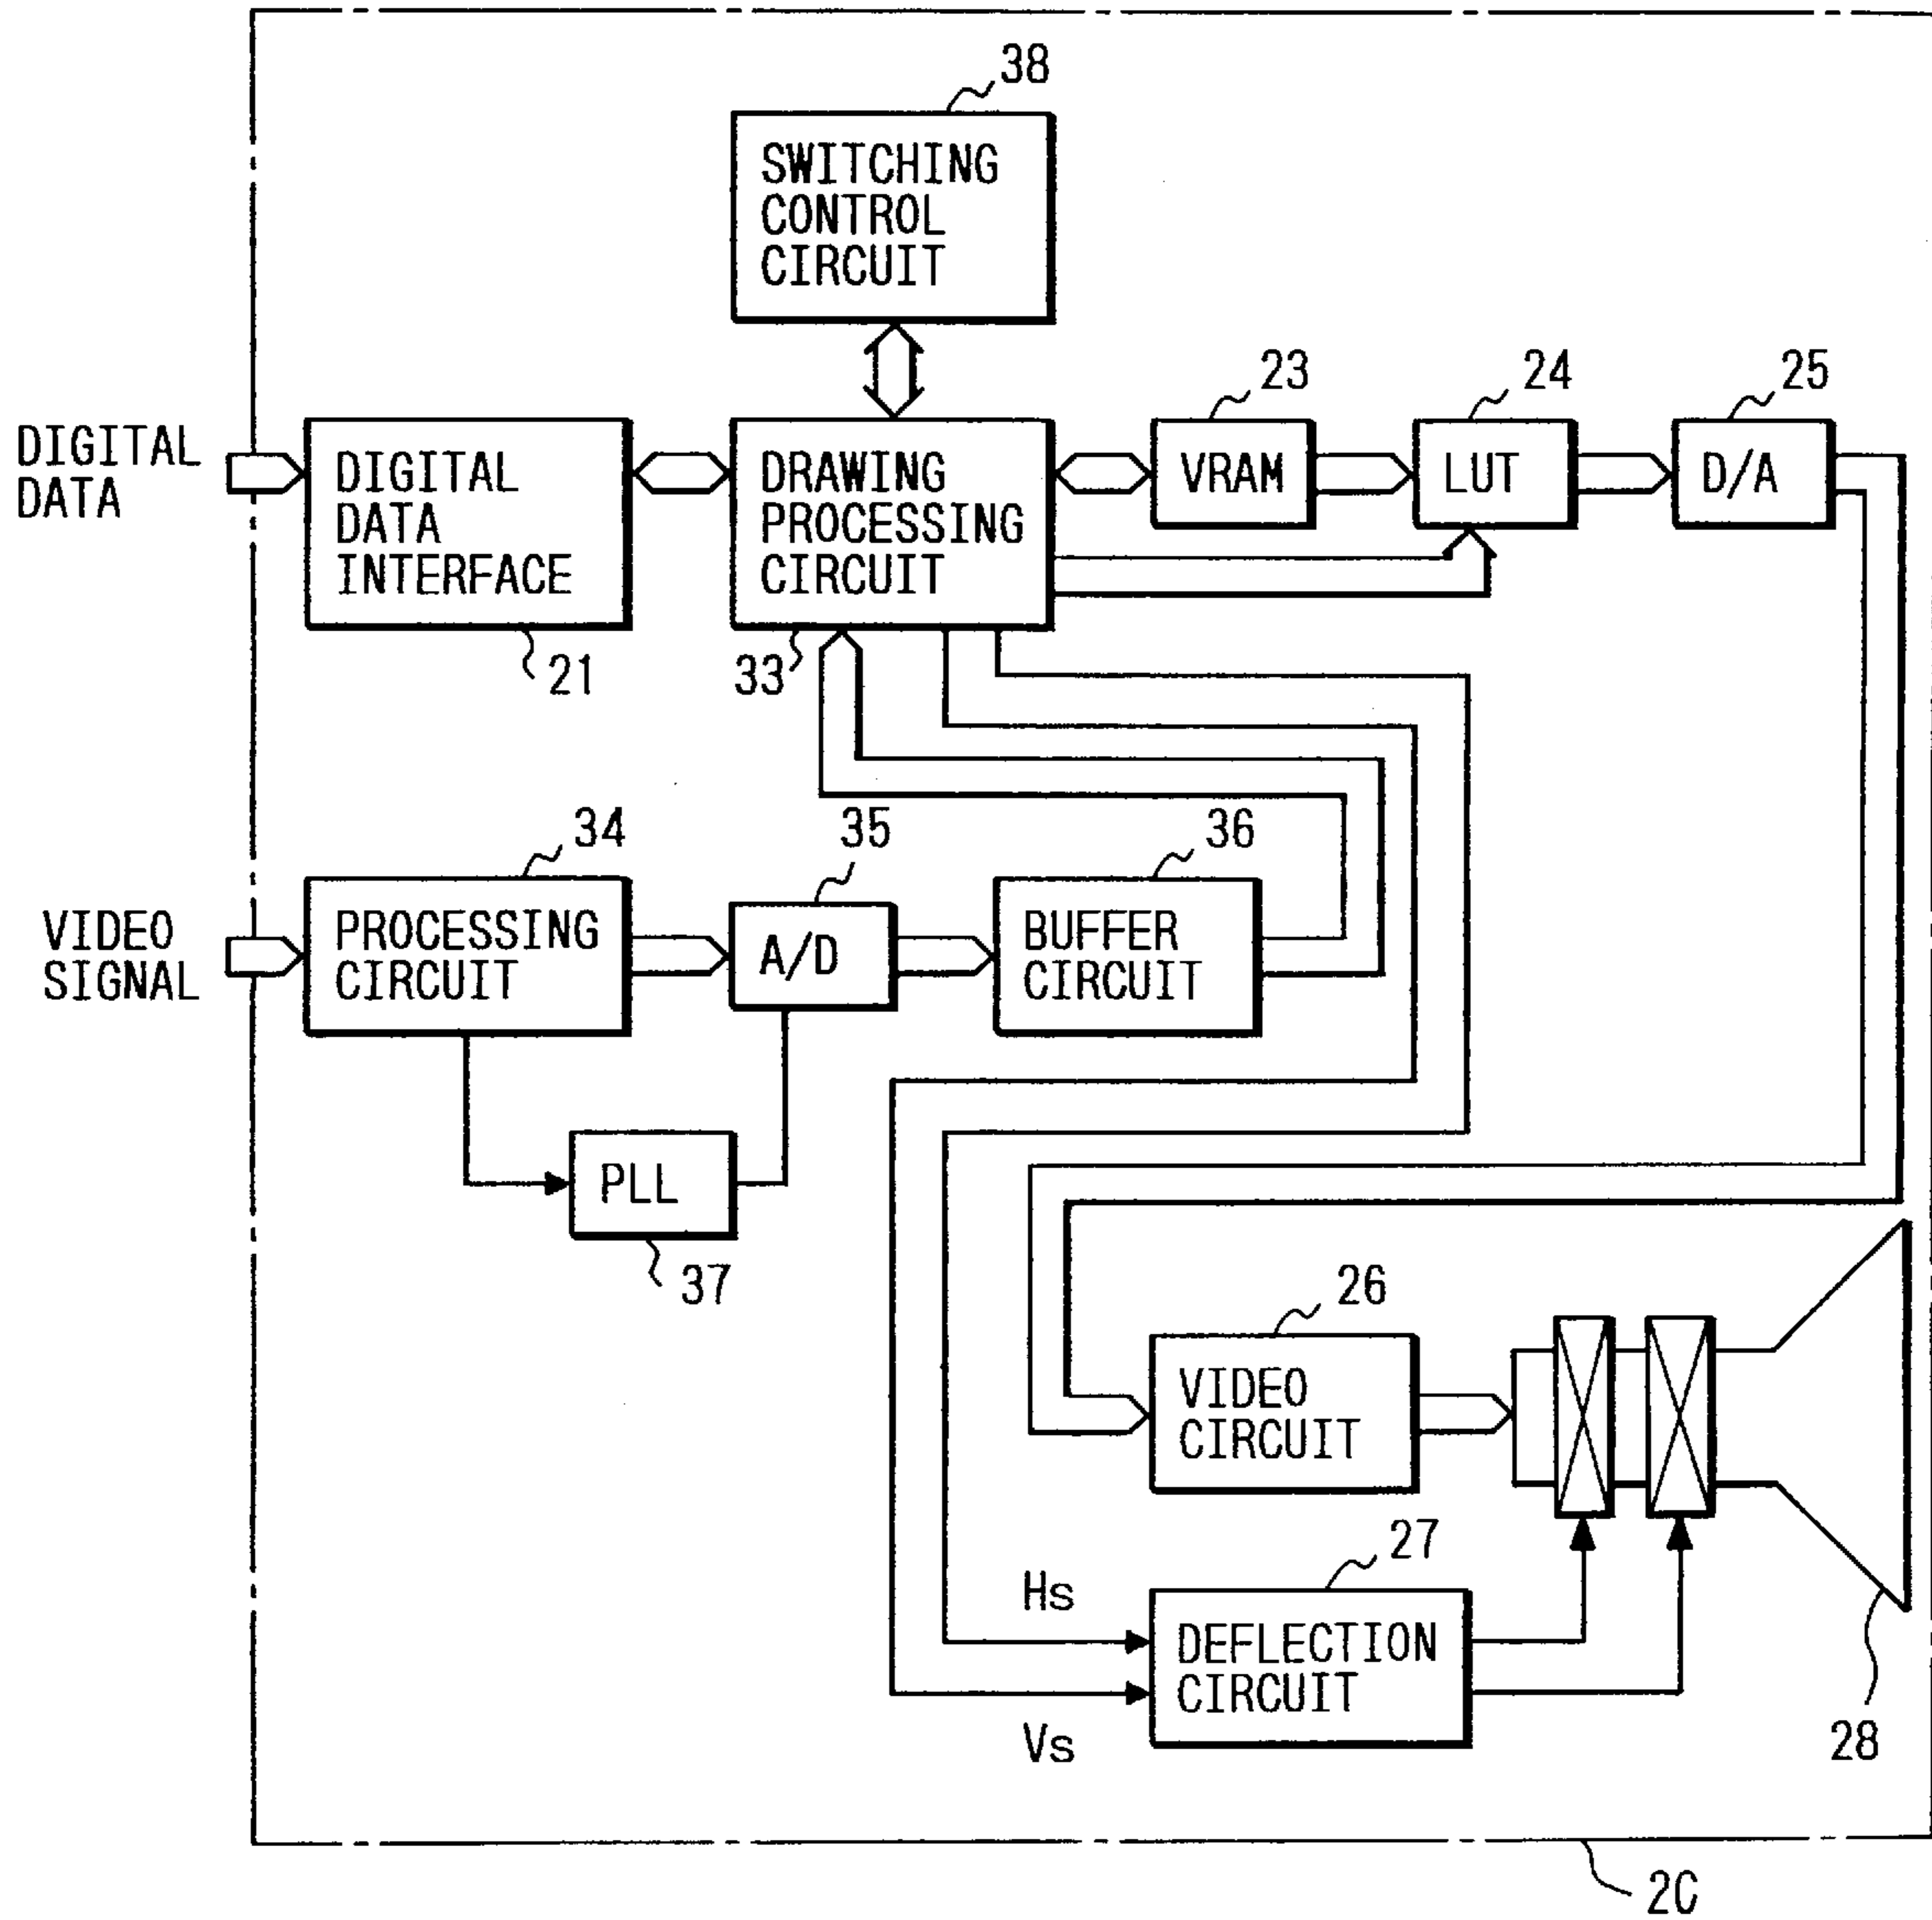 38
SWITCHING
CONTROL
CIRCUIT
23
24
25
DIGITAL
DATA
DIGITAL
DATA
INTERFACE
DRAWING
PROCESSING
CIRCUIT
VRAM
LUT
D/A
21
33
34
35
36
VIDEO
SIGNAL
PROCESSING
CIRCUIT
A/D
BUFFER
CIRCUIT
PLL
37
26
VIDEO
CIRCUIT
27
Hs
DEFLECTION
CIRCUIT
Vs
28
2C